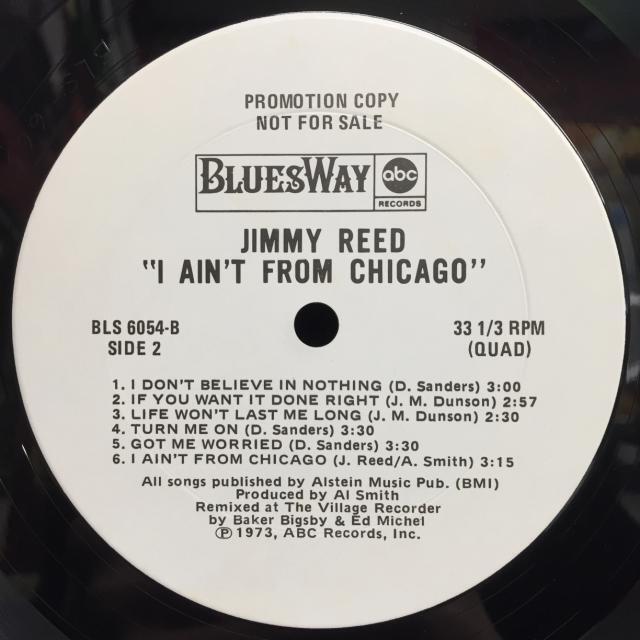 PROMOTION COPY
NOT FOR SALE
BLUESWAY
abc
RECORDS
JIMMY REED
"I AIN'T FROM CHICAGO"
BLS 6054-B
SIDE 2
33 1/3 RPM
(QUAD)
1. I DON'T BELIEVE IN NOTHING (D. Sanders) 3:00
2. IF YOU WANT IT DONE RIGHT (J. M. Dunson) 2:57
3. LIFE WON'T LAST ME LONG (J. M. Dunson) 2:30
4. TURN ME ON (D. Sanders) 3:30
5. GOT ME WORRIED (D. Sanders) 3:30
6. I AIN'T FROM CHICAGO (J. Reed/A. Smith) 3:15
All songs published by Alstein Music Pub. (BMI)
Produced by Al Smith
Remixed at The Village Recorder
by Baker Bigsby & Ed Michel
℗ 1973, ABC Records, Inc.